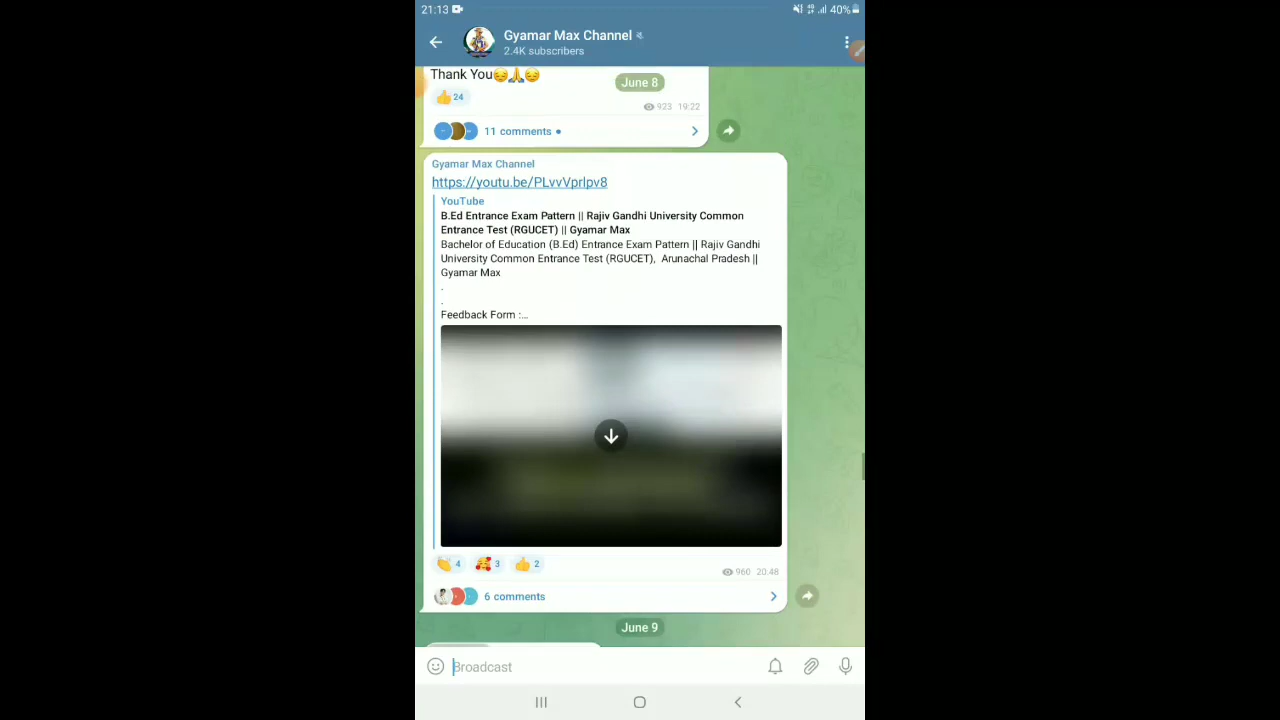 21:13
40%
Gyamar Max Channel
2.4K subscribers
Thank You😔🙏😔
June 8
👍 24
923 19:22
11 comments
Gyamar Max Channel
https://youtu.be/PLvvVprlpv8
YouTube
B.Ed Entrance Exam Pattern || Rajiv Gandhi University Common
Entrance Test (RGUCET) || Gyamar Max
Bachelor of Education (B.Ed) Entrance Exam Pattern || Rajiv Gandhi
University Common Entrance Test (RGUCET), Arunachal Pradesh ||
Gyamar Max
.
.
Feedback Form :...
👏 4 🥰 3 👍 2
960 20:48
6 comments
June 9
Broadcast